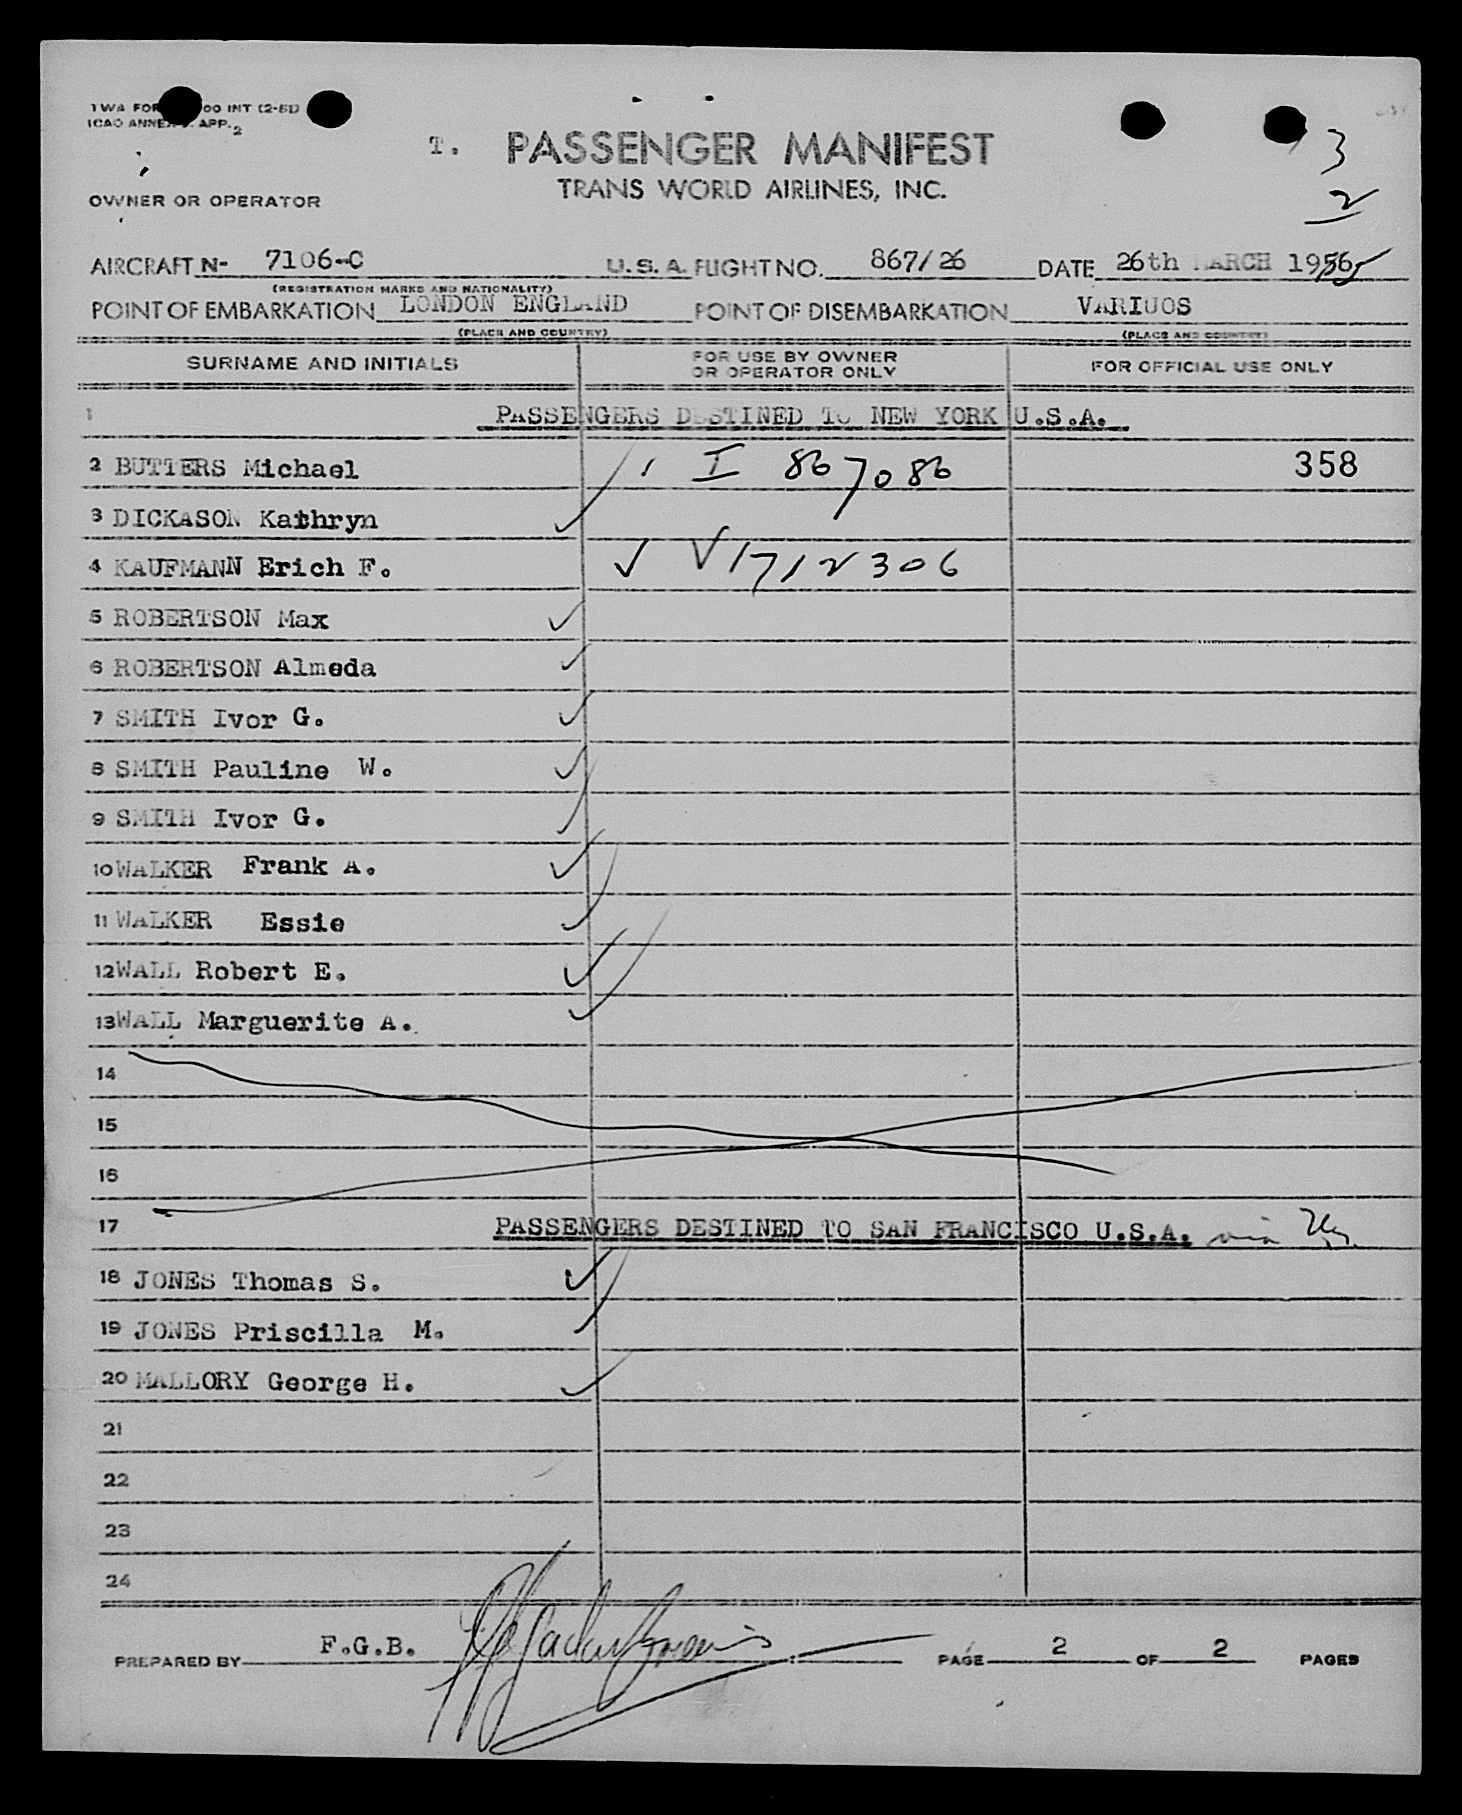 TWA FOR 00 INT (2-51)
ICAO ANNEX 9. APP. 2
T. PASSENGER MANIFEST
3
2
TRANS WORLD AIRLINES, INC.
OWNER OR OPERATOR
AIRCRAFT N- 7106-C U.S.A. FLIGHT NO. 867/26 DATE 26th MARCH 1956
(REGISTRATION MARKS AND NATIONALITY)
POINT OF EMBARKATION LONDON ENGLAND POINT OF DISEMBARKATION VARIUOS
(PLACE AND COUNTRY) (PLACE AND COUNTRY)
SURNAME AND INITIALS FOR USE BY OWNER OR OPERATOR ONLY FOR OFFICIAL USE ONLY
1 PASSENGERS DESTINED TO NEW YORK U.S.A.
2 BUTTERS Michael I 867086 358
3 DICKASON Kathryn
4 KAUFMANN Erich F. V1712306
5 ROBERTSON Max
6 ROBERTSON Almeda
7 SMITH Ivor G.
8 SMITH Pauline W.
9 SMITH Ivor G.
10 WALKER Frank A.
11 WALKER Essie
12 WALL Robert E.
13 WALL Marguerite A.
14
15
16
17 PASSENGERS DESTINED TO SAN FRANCISCO U.S.A. via
18 JONES Thomas S.
19 JONES Priscilla M.
20 MALLORY George H.
21
22
23
24
PREPARED BY F.G.B. PAGE 2 OF 2 PAGES